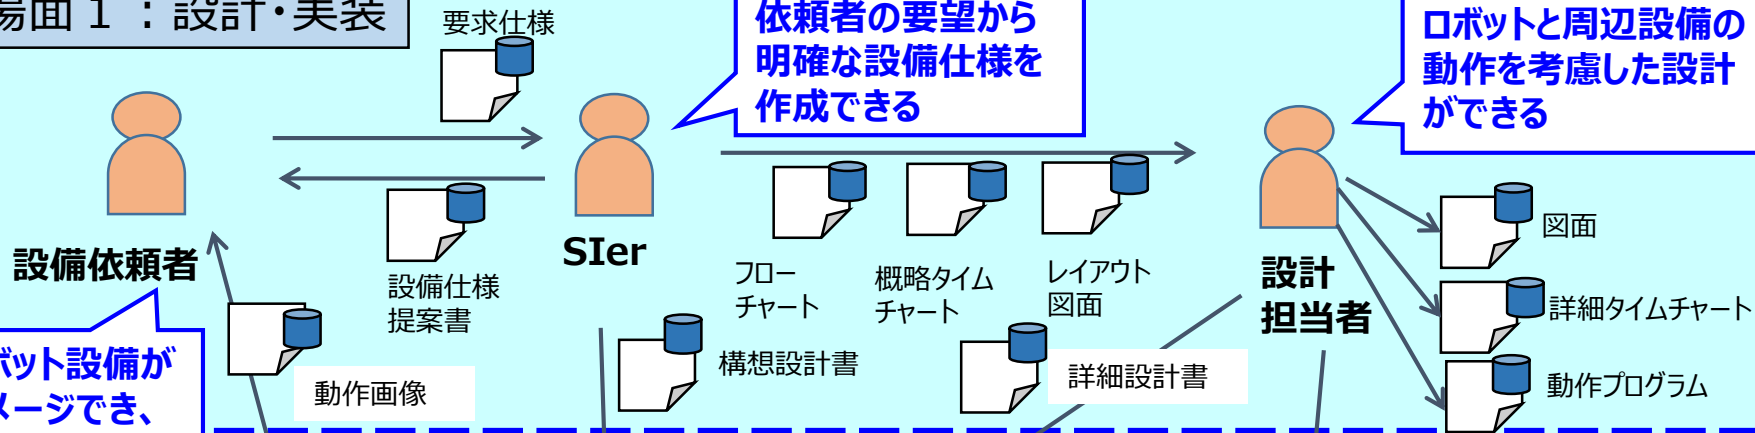 場面１：設計・実装
要求仕様
依頼者の要望から
明確な設備仕様を
作成できる
ロボットと周辺設備の
動作を考慮した設計
ができる
設備依頼者
設備仕様
提案書
SIer
フロー
チャート
概略タイム
チャート
レイアウト
図面
設計
担当者
図面
詳細タイムチャート
動作プログラム
ボット設備が
メージでき、
動作画像
構想設計書
詳細設計書